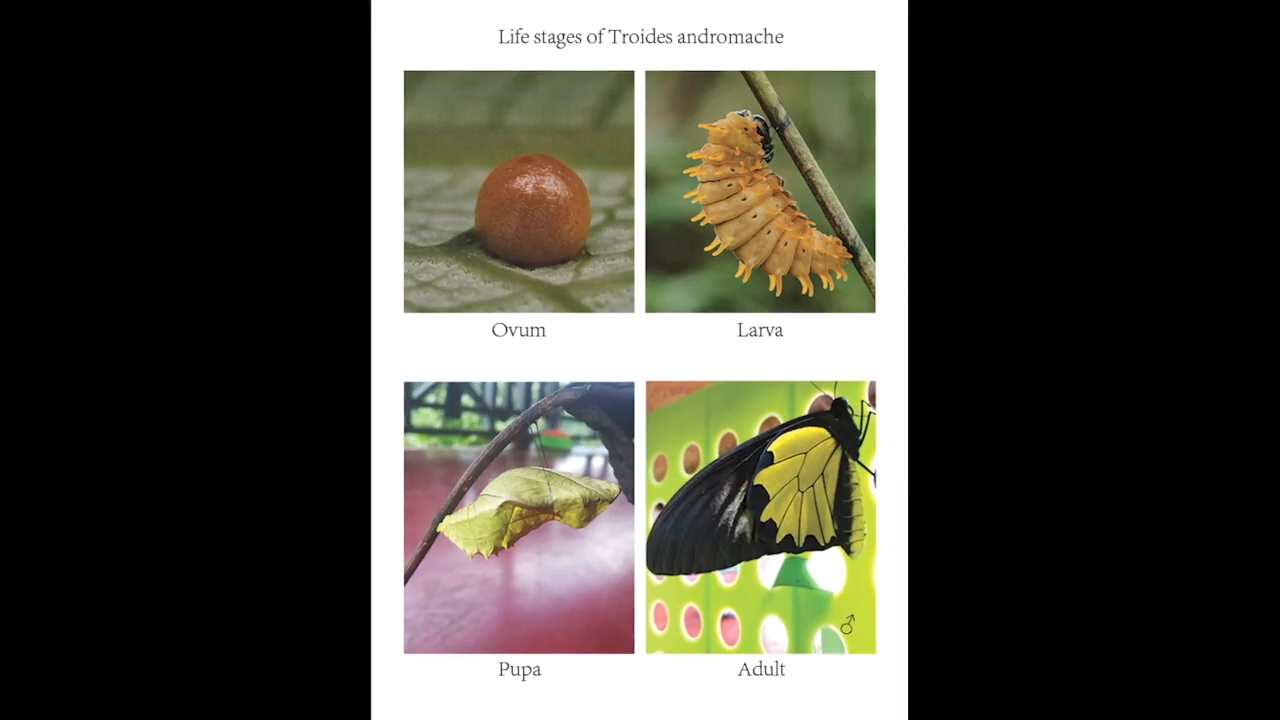 Life stages of Troides andromache
Ovum
Larva
♂
Pupa
Adult